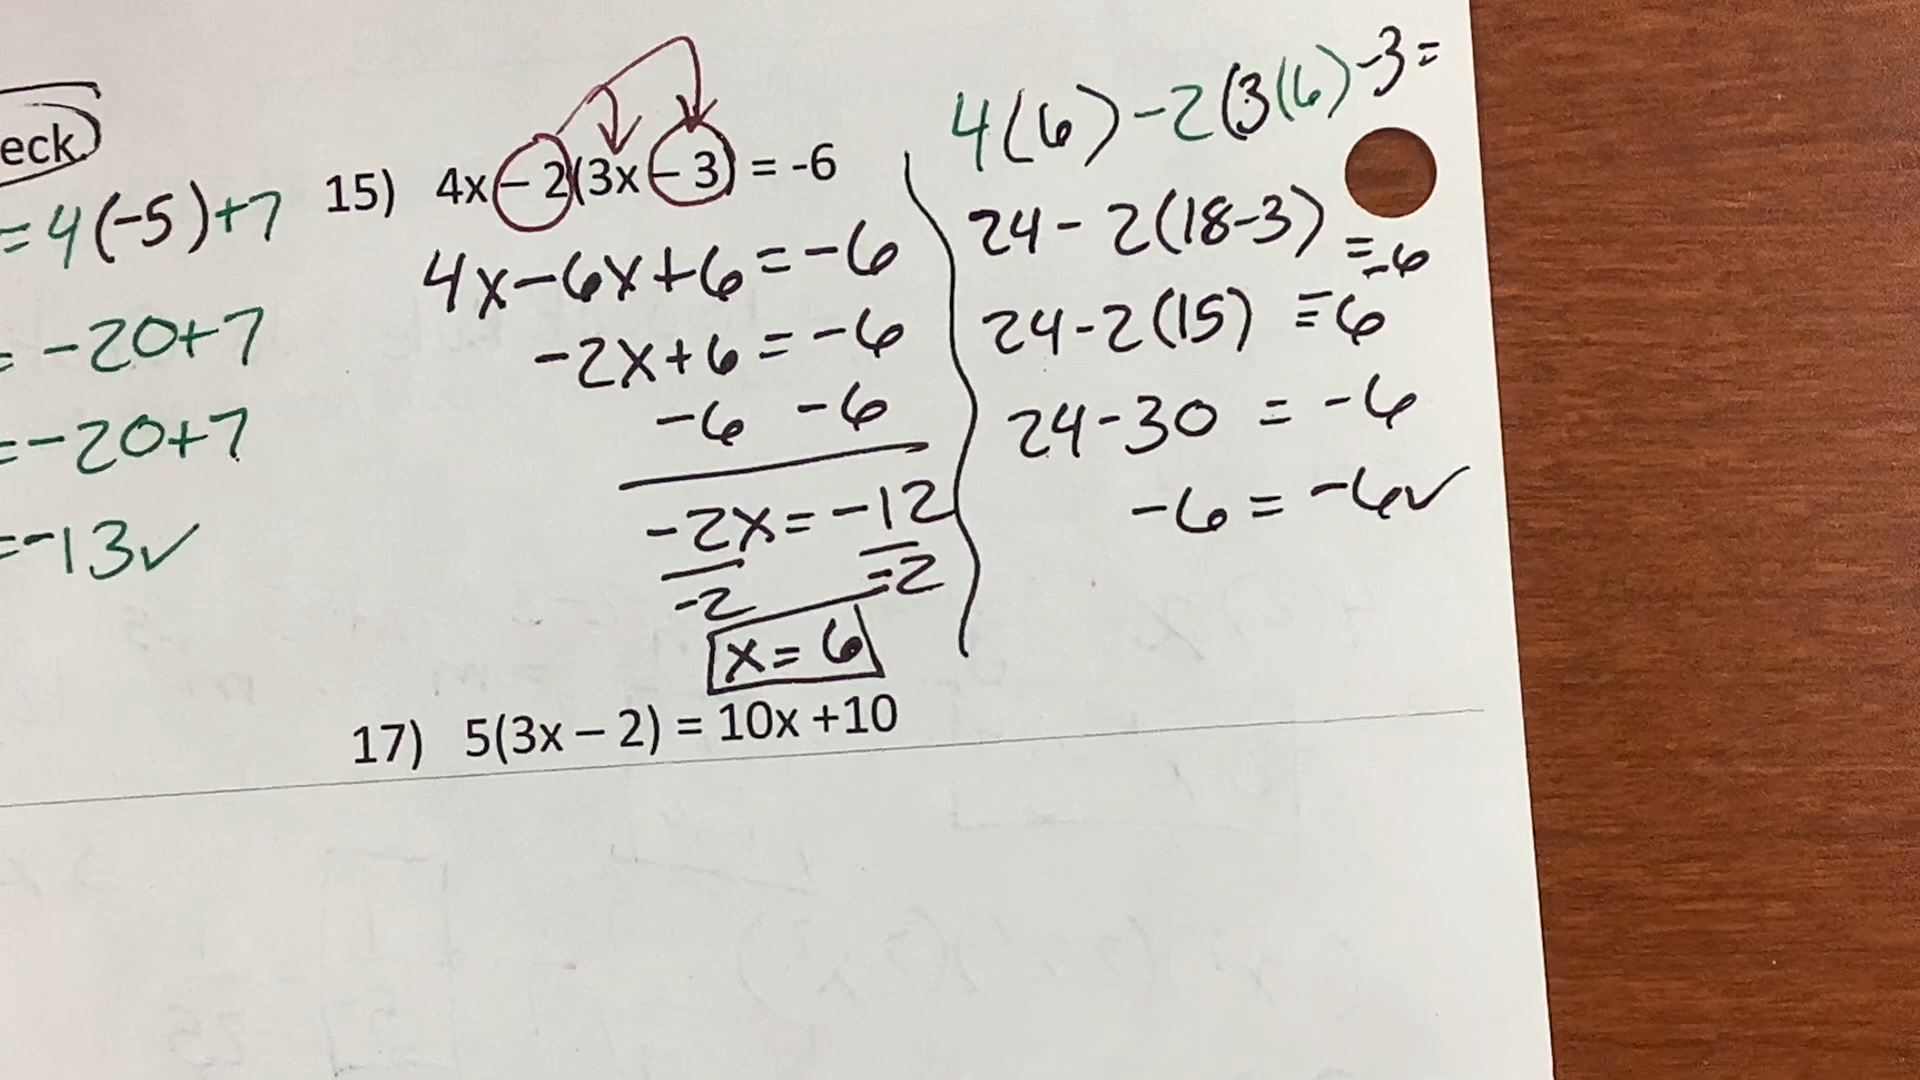 eck
=4(-5)+7
= -20+7
=-20+7
=-13✓
15) 4x – 2(3x – 3) = -6
4x-6x+6=-6
-2x+6=-6
-6 -6
-2x=-12
-2 -2
x=6
4(6)-2(3(6)-3=
24-2(18-3) =-6
24-2(15) =-6
24-30 = -6
-6 = -6✓
17) 5(3x – 2) = 10x +10